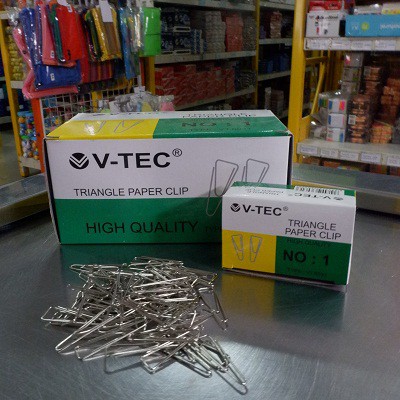 NO : 1
V-TEC®
TRIANGLE PAPER CLIP
HIGH QUALITY
V-TEC®
TRIANGLE
PAPER CLIP
NO : 1